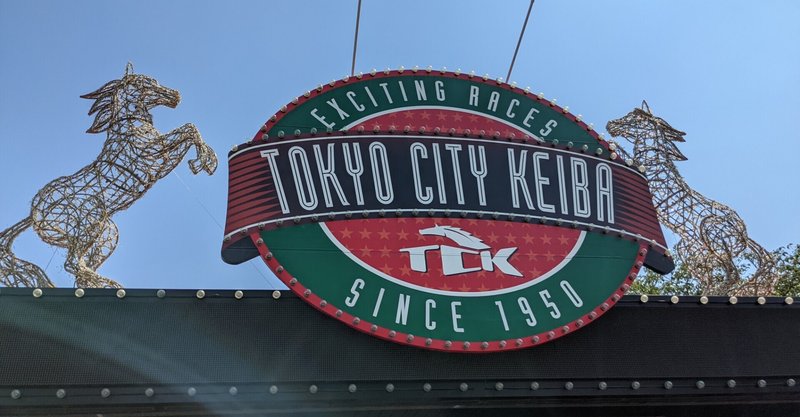 EXCITING RACES
TOKYO CITY KEIBA
TCK
SINCE 1950